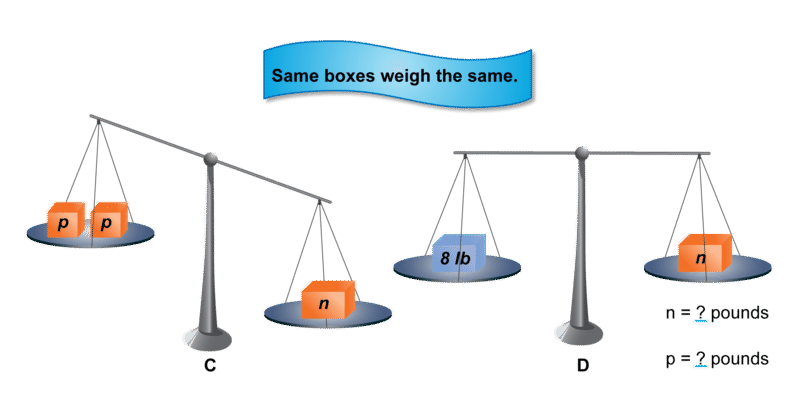 Same boxes weigh the same.
p p
n
8 lb
n
n = ? pounds
p = ? pounds
C
D